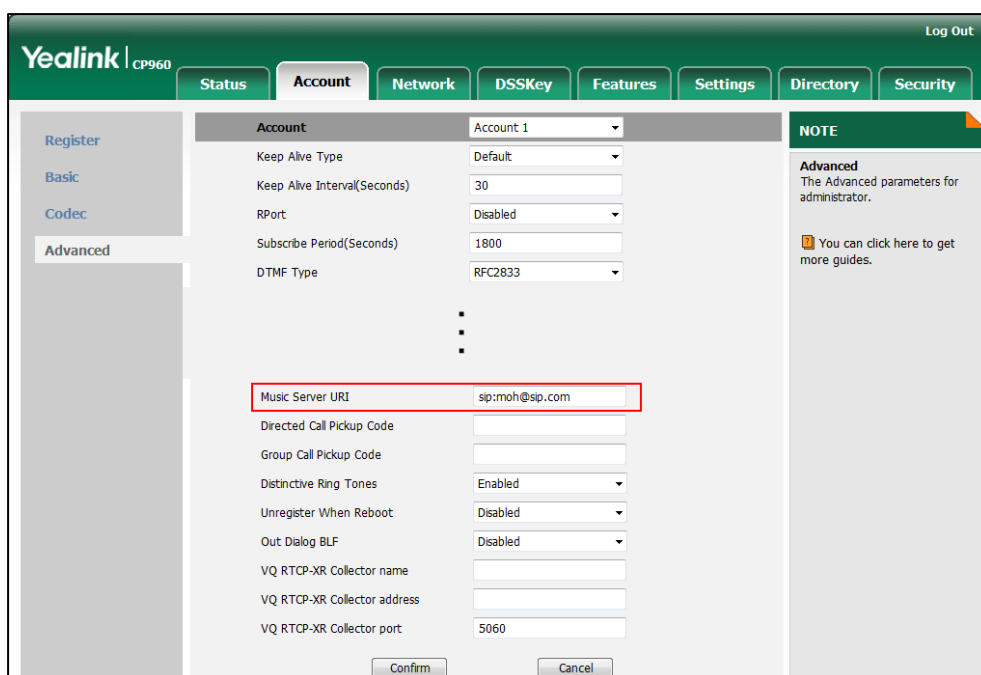 Log Out
Yealink | CP960
Status Account Network DSSKey Features Settings Directory Security
Register
Basic
Codec
Advanced
Account Account 1
Keep Alive Type Default
Keep Alive Interval(Seconds) 30
RPort Disabled
Subscribe Period(Seconds) 1800
DTMF Type RFC2833
Music Server URI sip:moh@sip.com
Directed Call Pickup Code
Group Call Pickup Code
Distinctive Ring Tones Enabled
Unregister When Reboot Disabled
Out Dialog BLF Disabled
VQ RTCP-XR Collector name
VQ RTCP-XR Collector address
VQ RTCP-XR Collector port 5060
Confirm Cancel
NOTE
Advanced
The Advanced parameters for
administrator.
? You can click here to get
more guides.